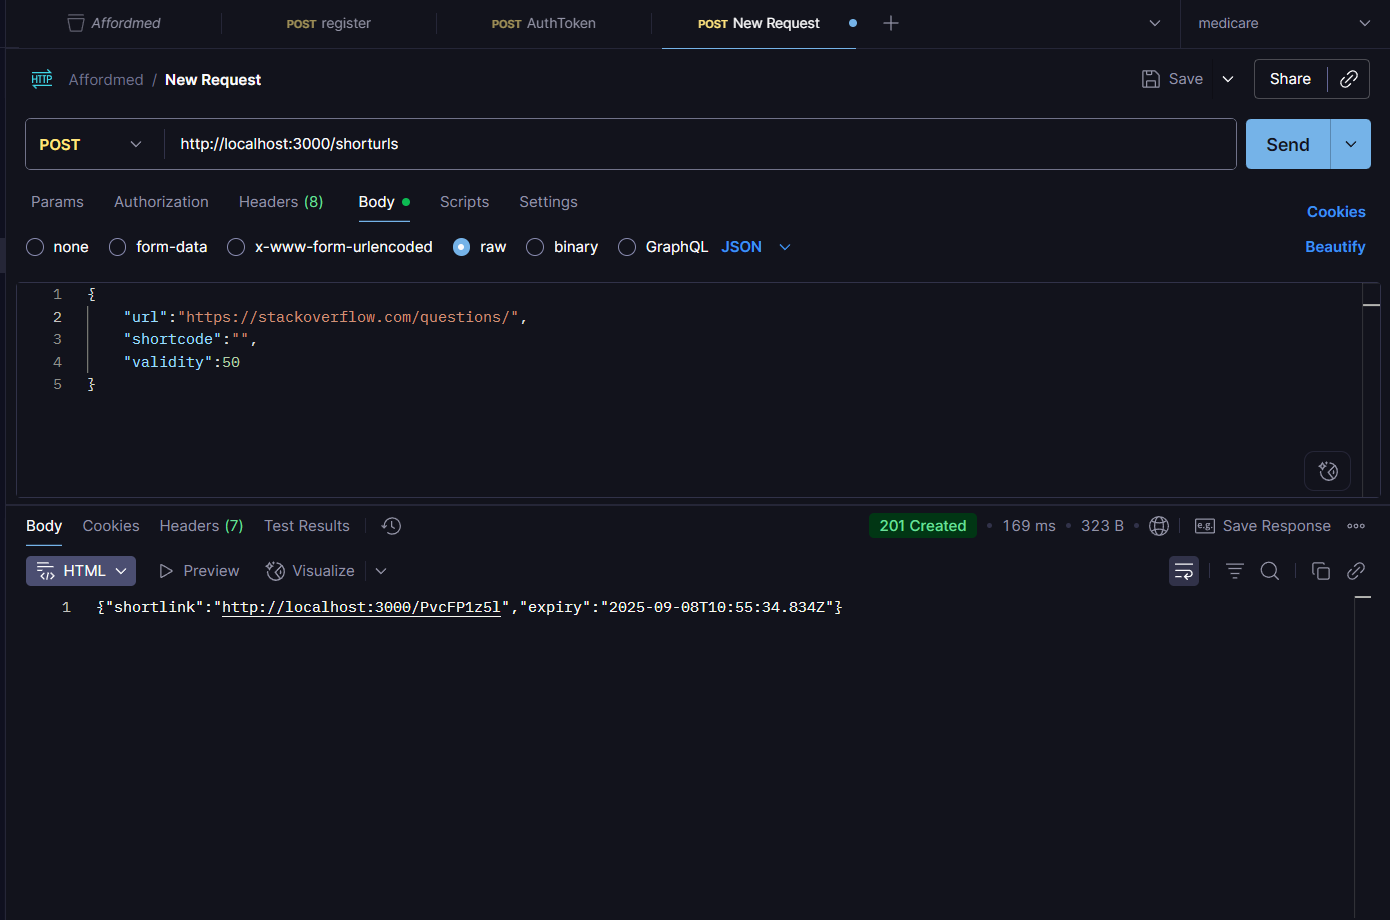 Affordmed POST register POST AuthToken POST New Request medicare
HTTP Affordmed / New Request Save Share
POST http://localhost:3000/shorturls Send
Params Authorization Headers (8) Body Scripts Settings Cookies
none form-data x-www-form-urlencoded raw binary GraphQL JSON Beautify
1 {
2 "url":"https://stackoverflow.com/questions/",
3 "shortcode":"",
4 "validity":50
5 }
Body Cookies Headers (7) Test Results 201 Created • 169 ms • 323 B • e.g. Save Response
HTML Preview Visualize
1 {"shortlink":"http://localhost:3000/PvcFP1z5l","expiry":"2025-09-08T10:55:34.834Z"}